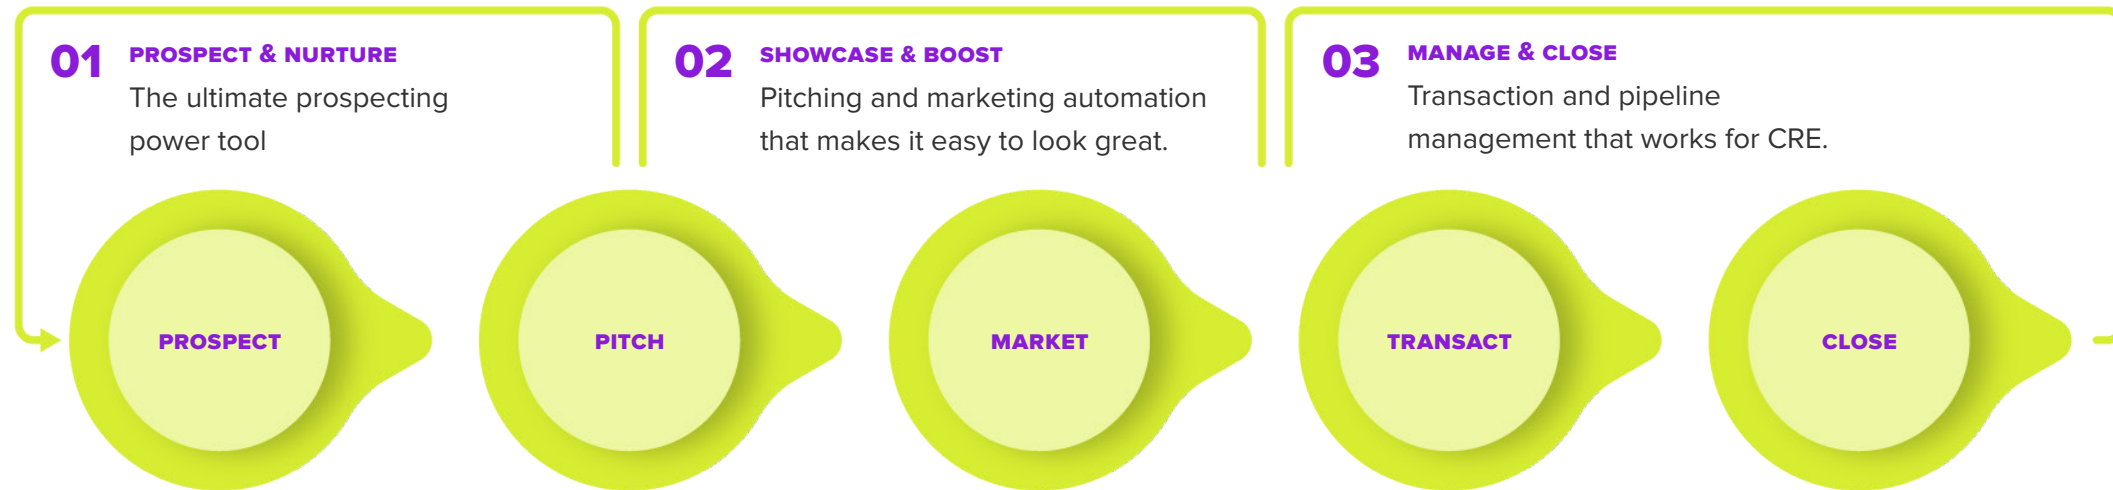 01 PROSPECT & NURTURE
The ultimate prospecting
power tool
02 SHOWCASE & BOOST
Pitching and marketing automation
that makes it easy to look great.
03 MANAGE & CLOSE
Transaction and pipeline
management that works for CRE.
PROSPECT
PITCH
MARKET
TRANSACT
CLOSE